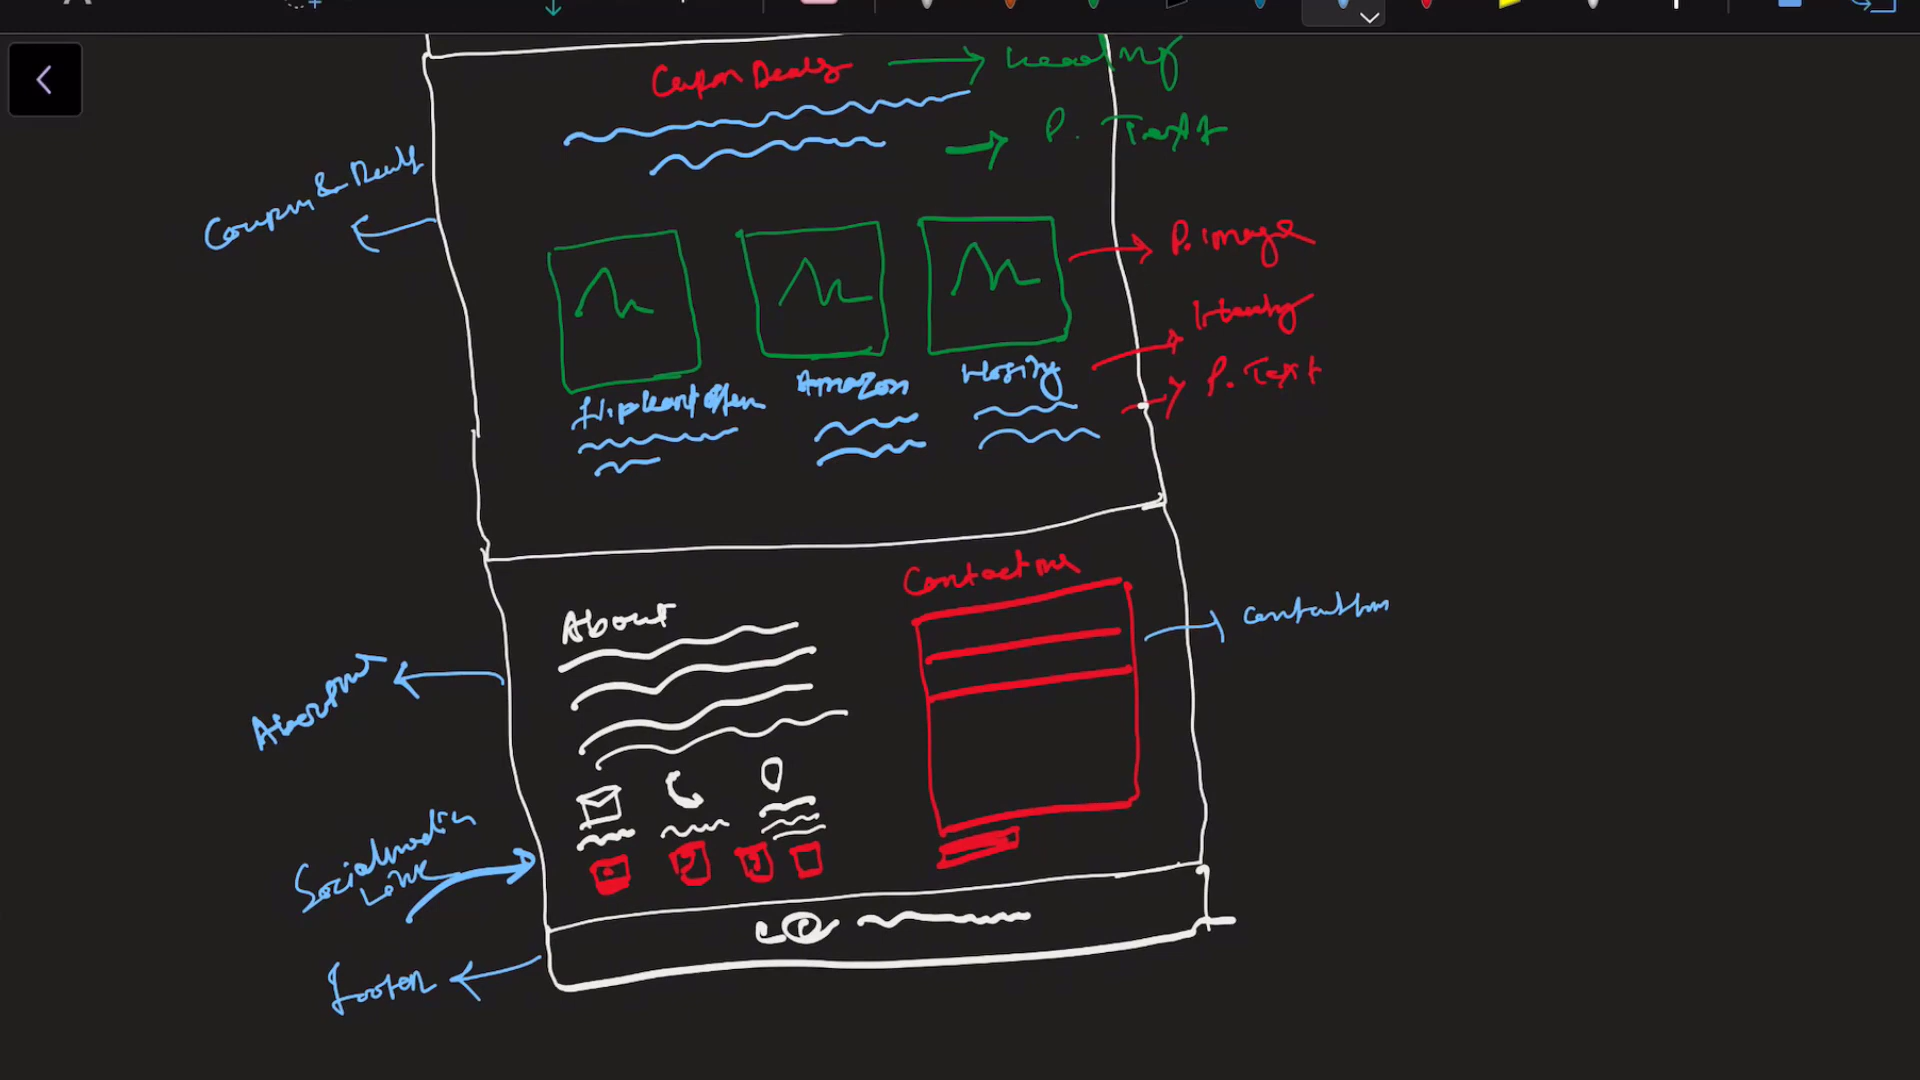 Coupon Deals
Heading
P. Text
Coupon & Deals
P. image
Heading
P. Text
Flipkart offer
Amazon
Hosting
Contact me
About
contact form
About me
Social media
Link
Footer